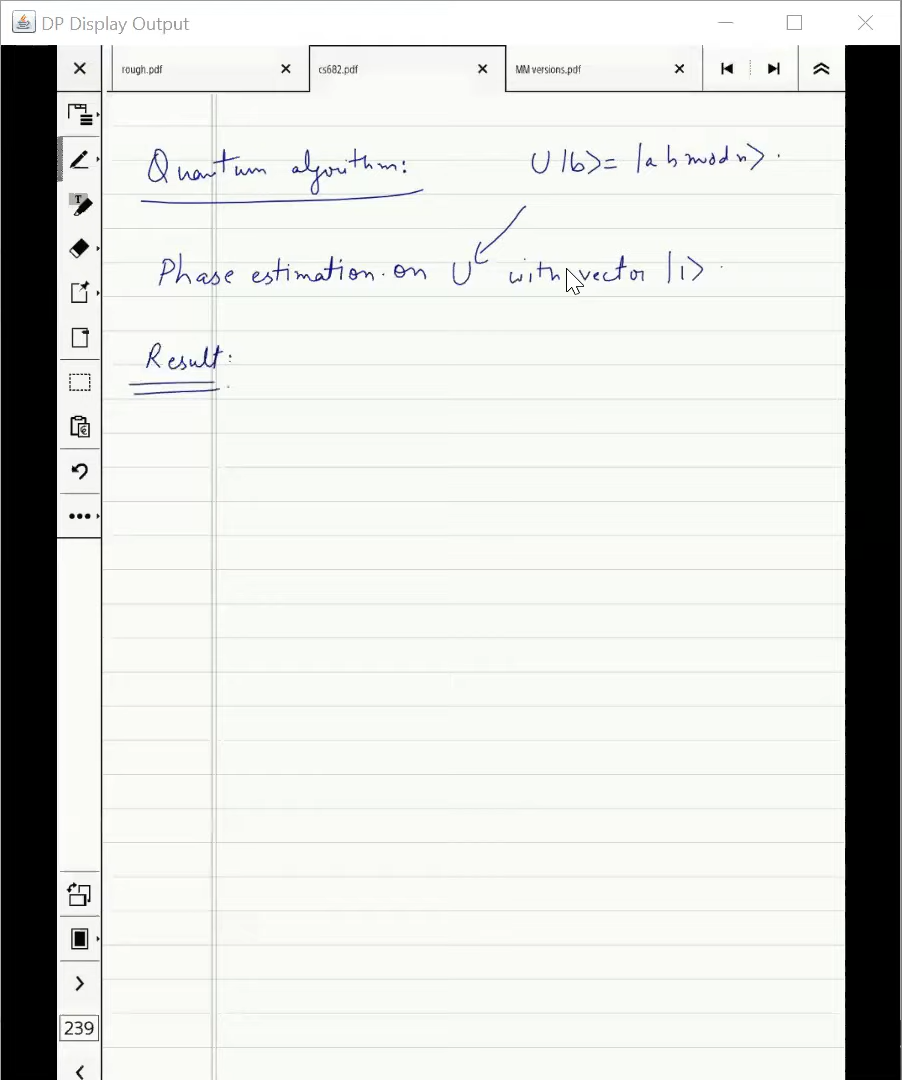 DP Display Output
rough.pdf
cs682.pdf
MM versions.pdf
Quantum algorithm: U |b> = |a b mod n>.
Phase estimation on U with vector |1>
Result:
239